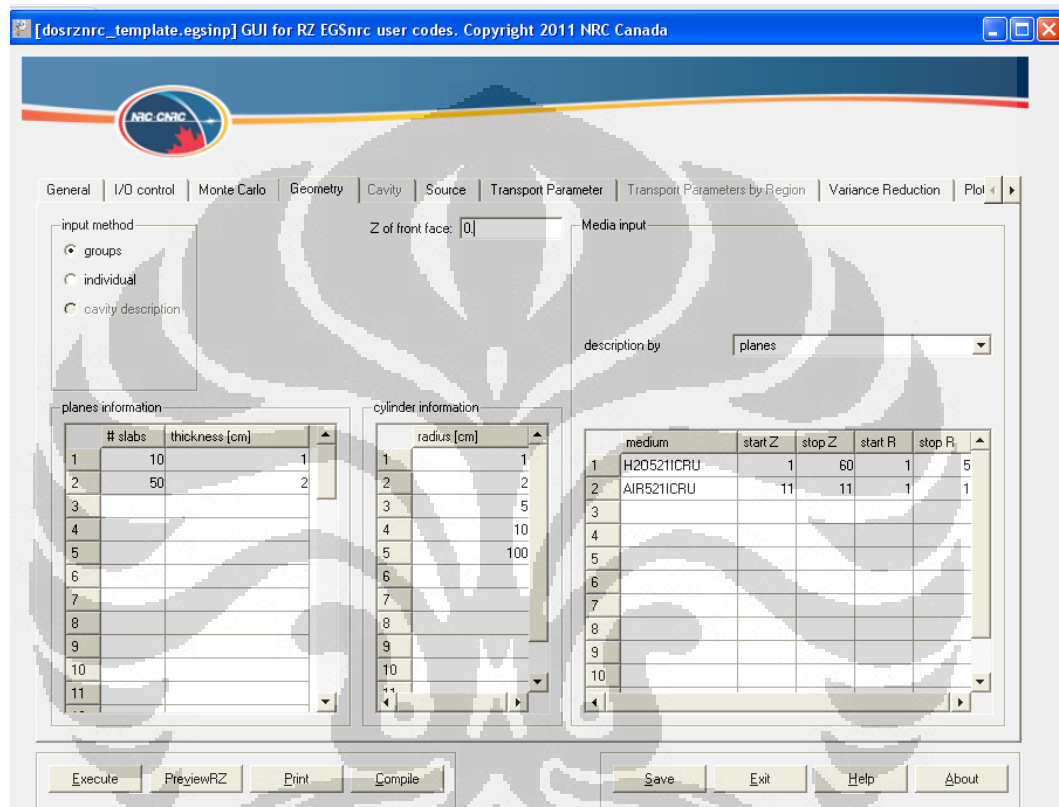 [dosrznrc_template.egsinp] GUI for RZ EGSnrc user codes. Copyright 2011 NRC Canada
NRC·CNRC
General I/O control Monte Carlo Geometry Cavity Source Transport Parameter Transport Parameters by Region Variance Reduction Plot
input method
groups
individual
cavity description
Z of front face: 0.
Media input
description by planes
planes information
# slabs thickness [cm]
1 10 1
2 50 2
3
4
5
6
7
8
9
10
11
cylinder information
radius [cm]
1 1
2 2
3 5
4 10
5 100
6
7
8
9
10
11
medium start Z stop Z start R stop R
1 H2O521ICRU 1 60 1 5
2 AIR521ICRU 11 11 1 1
3
4
5
6
7
8
9
10
Execute PreviewRZ Print Compile Save Exit Help About